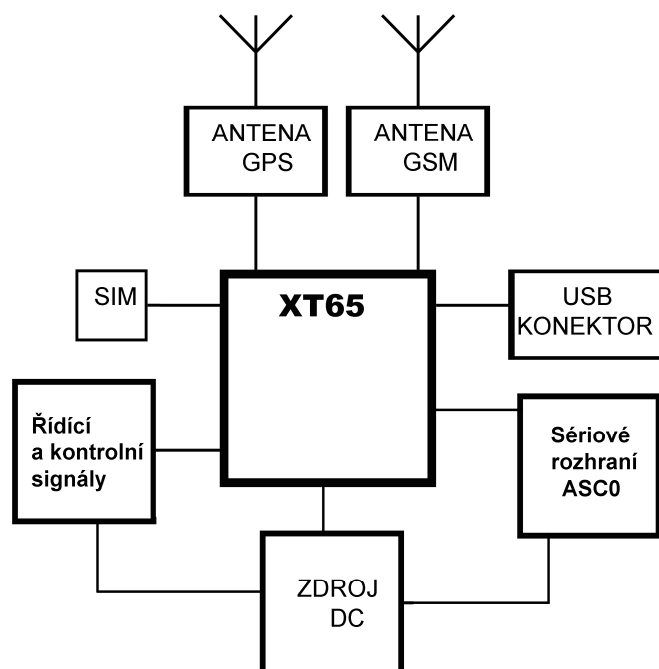 ANTENA
GPS
ANTENA
GSM
SIM
XT65
USB
KONEKTOR
Řídící
a kontrolní
signály
Sériové
rozhraní
ASC0
ZDROJ
DC